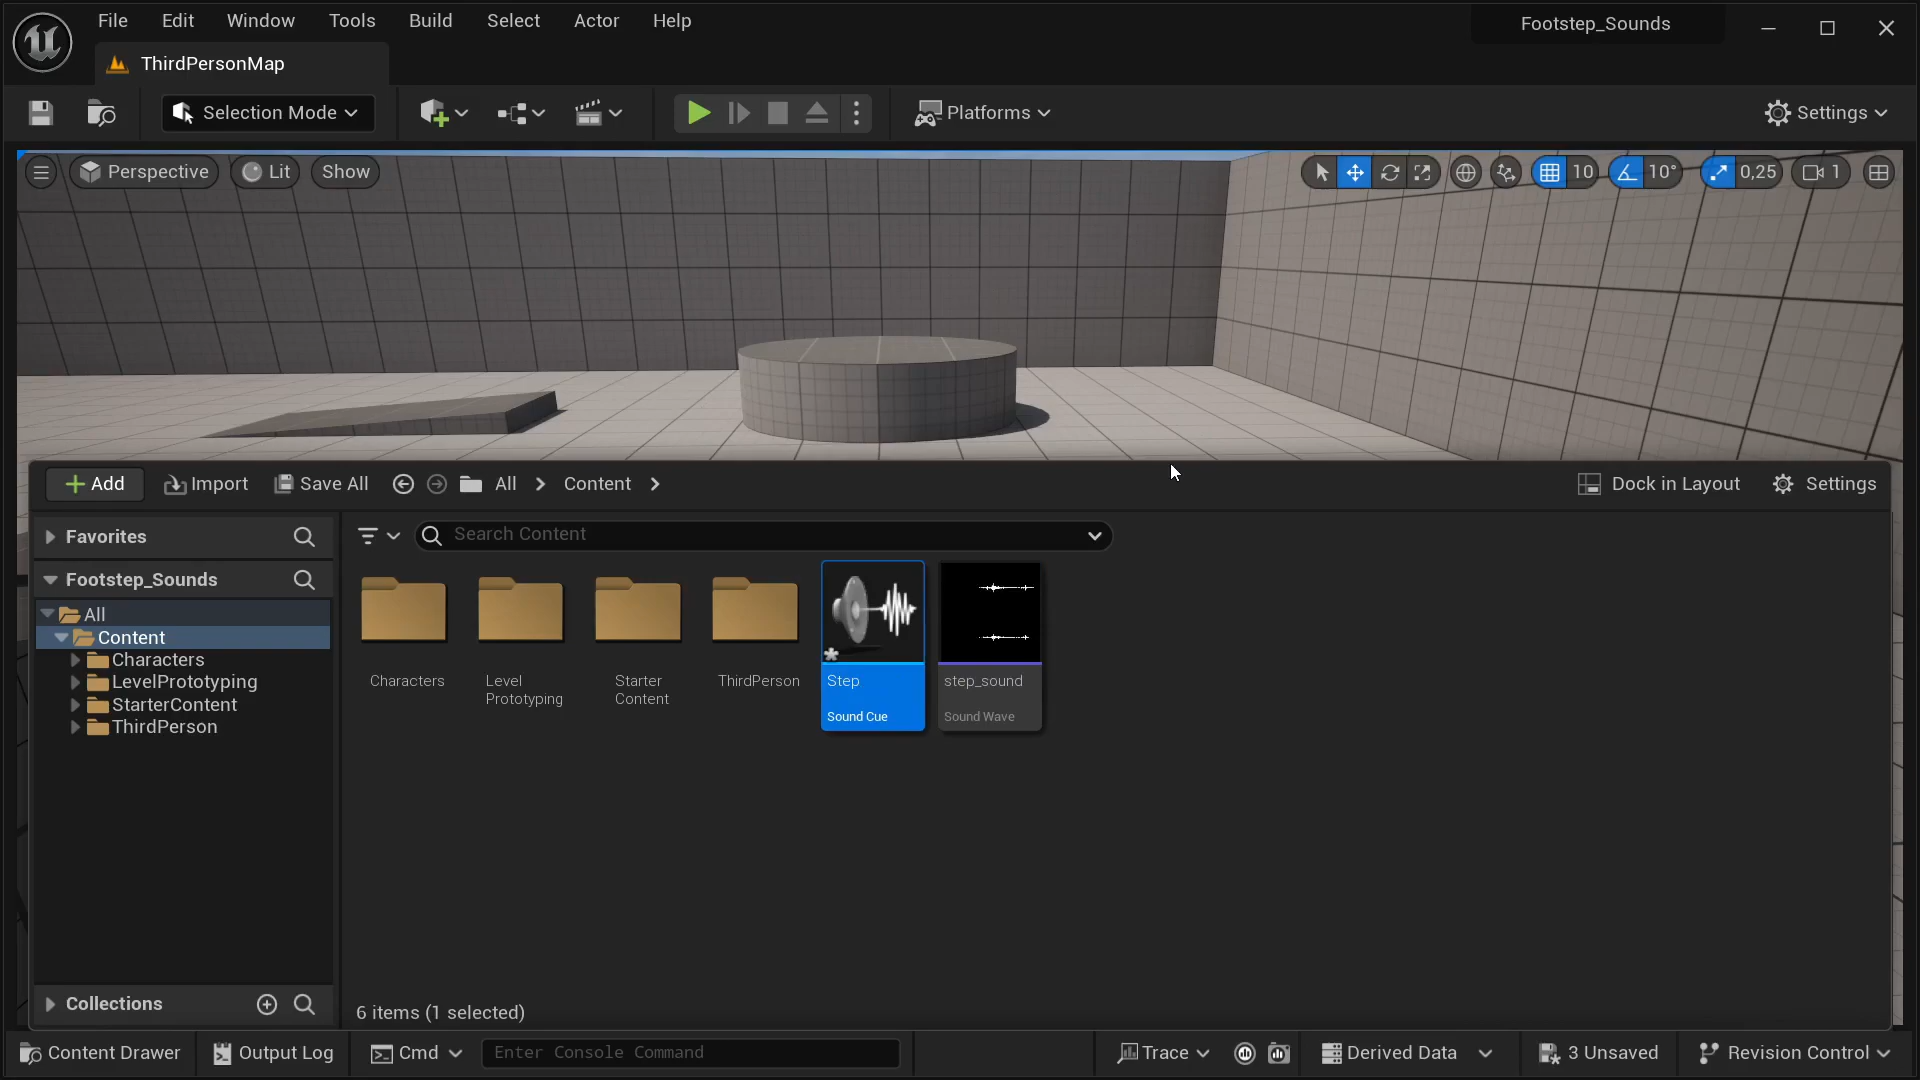 File Edit Window Tools Build Select Actor Help
Footstep_Sounds
ThirdPersonMap
Selection Mode
Platforms
Settings
Perspective Lit Show
10 10° 0,25 1
Add Import Save All All Content
Dock in Layout Settings
Favorites
Search Content
Footstep_Sounds
All
Content
Characters
LevelPrototyping
StarterContent
ThirdPerson
Characters
Level
Prototyping
Starter
Content
ThirdPerson
Step
Sound Cue
step_sound
Sound Wave
Collections
6 items (1 selected)
Content Drawer Output Log Cmd Enter Console Command Trace Derived Data 3 Unsaved Revision Control